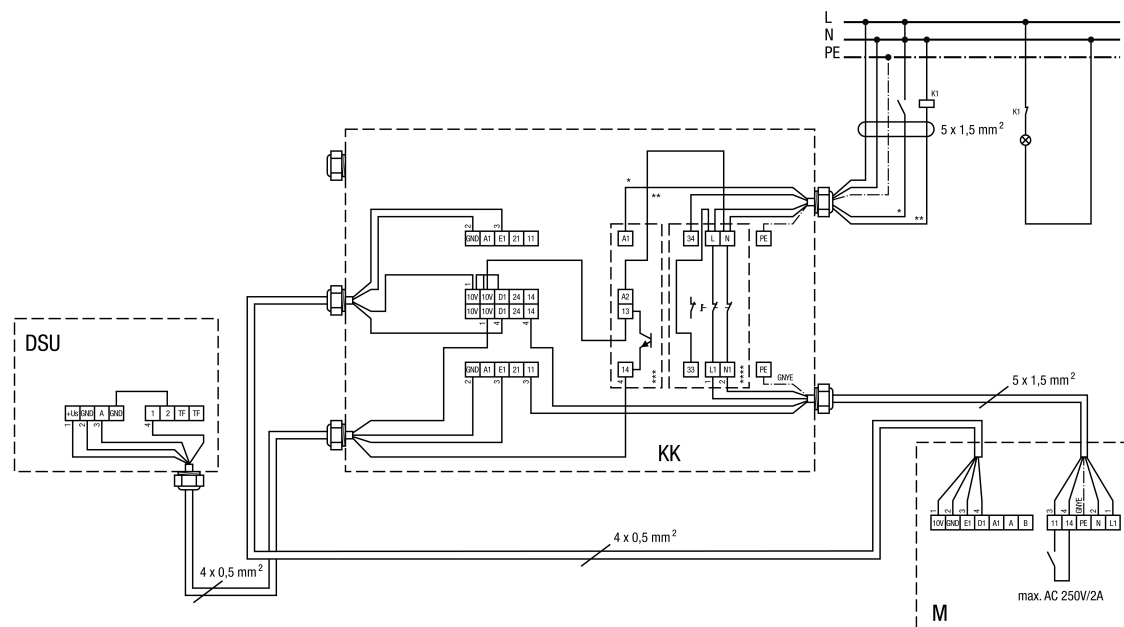 L
N
PE
K1
K1
5 x 1,5 mm²
* **
* **
2 3
GND A1 E1 21 11
A1
34 L N PE
1
10V 10V D1 24 14
10V 10V D1 24 14
1 4 4
A2
13
DSU
14
33 L1 N1 PE
GND A1 E1 21 11
2 3 3
4 *** 1 2 ****
GNYE
5 x 1,5 mm²
+Us GND A GND 1 2 TF TF
1 2 3 4
KK
1 2 3 4
10V GND E1 D1 A1 A B
3 4 GNYE 2 1
11 14 PE N L1
4 x 0,5 mm²
4 x 0,5 mm²
max. AC 250V/2A
M